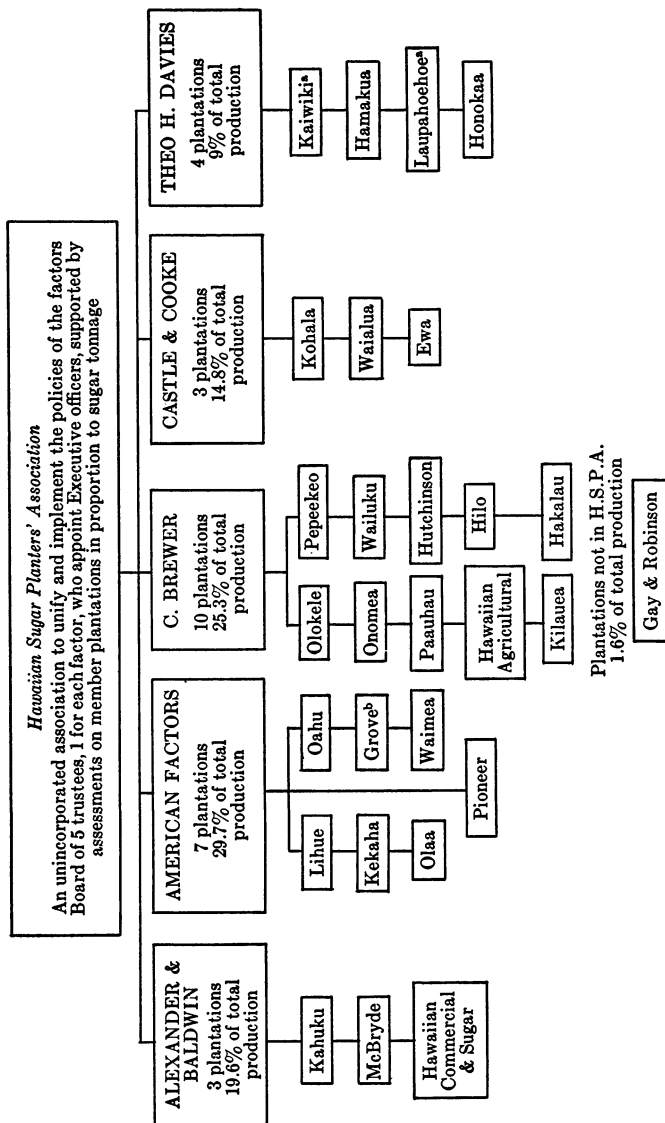 Hawaiian Sugar Planters' Association
An unincorporated association to unify and implement the policies of the factors
Board of 5 trustees, 1 for each factor, who appoint Executive officers, supported by
assessments on member plantations in proportion to sugar tonnage
ALEXANDER &
BALDWIN
3 plantations
19.6% of total
production
Kahuku
McBryde
Hawaiian
Commercial
& Sugar
AMERICAN FACTORS
7 plantations
29.7% of total
production
Lihue
Kekaha
Olaa
Oahu
Groveᵇ
Waimea
Pioneer
C. BREWER
10 plantations
25.3% of total
production
Olokele
Onomea
Paauhau
Hawaiian
Agricultural
Kilauea
Pepeekeo
Wailuku
Hutchinson
Hilo
Hakalau
CASTLE & COOKE
3 plantations
14.8% of total
production
Kohala
Waialua
Ewa
THEO H. DAVIES
4 plantations
9% of total
production
Kaiwikiᵃ
Hamakua
Laupahoehoeᵃ
Honokaa
Plantations not in H.S.P.A.
1.6% of total production
Gay & Robinson